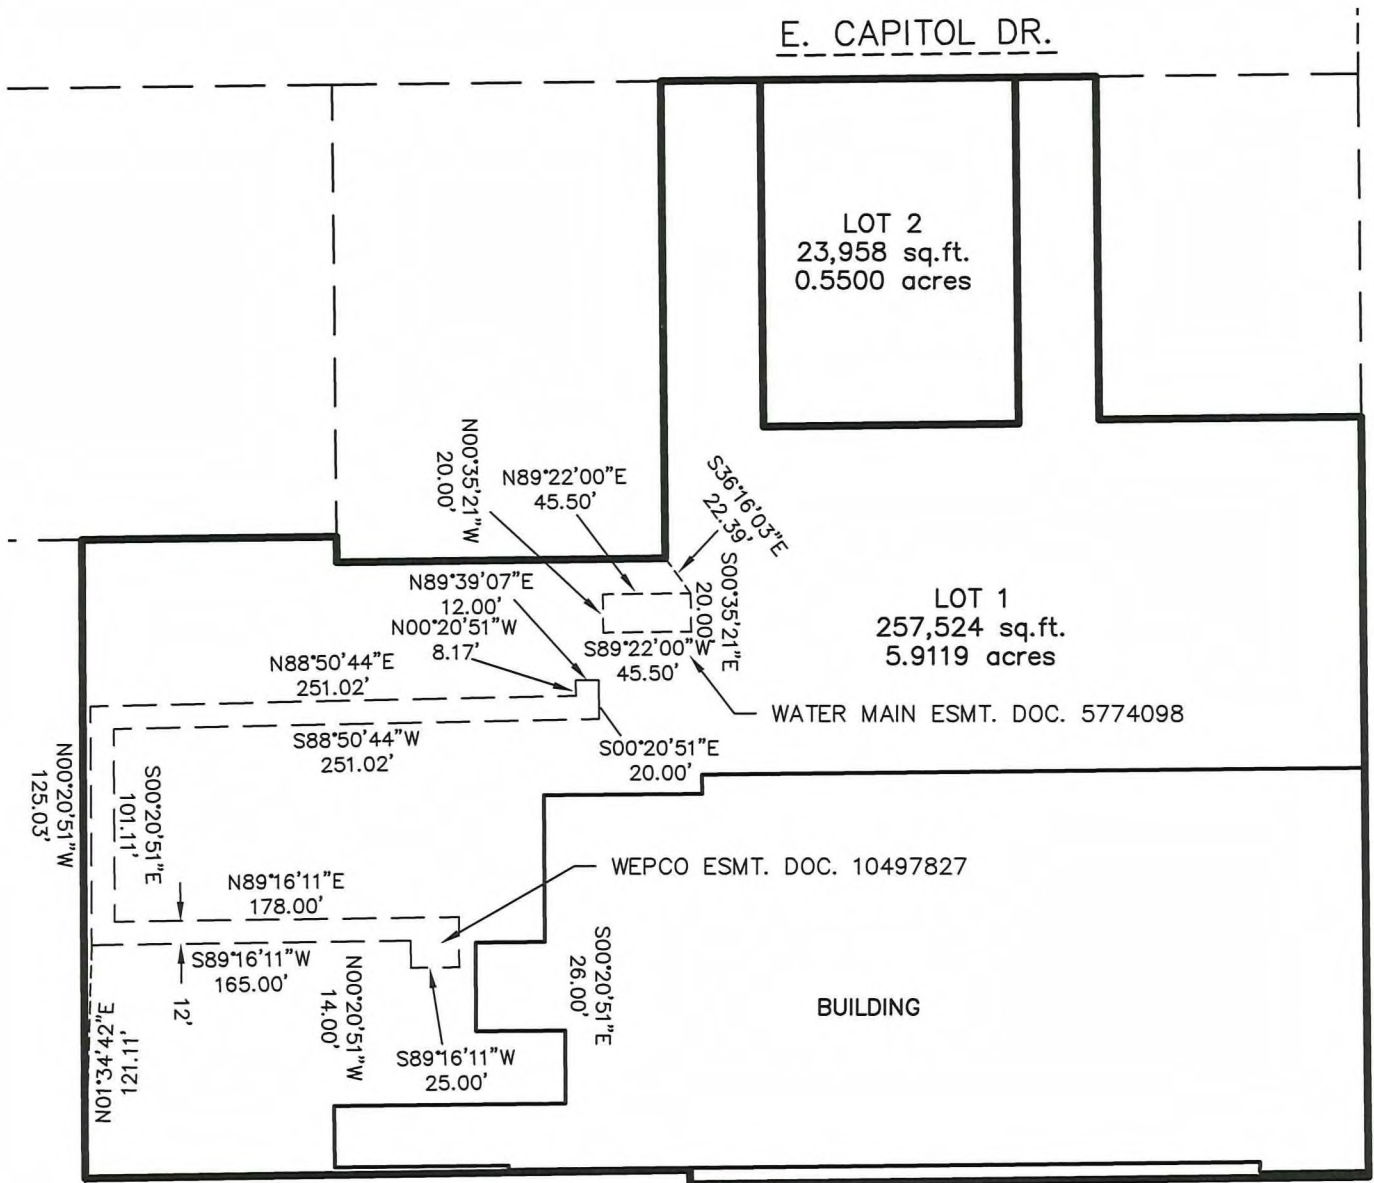 E. CAPITOL DR.
LOT 2
23,958 sq.ft.
0.5500 acres
N00°35'21"W
20.00'
N89°22'00"E
45.50'
S36°16'03"E
22.39'
S00°35'21"E
20.00'
N89°39'07"E
12.00'
N00°20'51"W
8.17'
S89°22'00"W
45.50'
LOT 1
257,524 sq.ft.
5.9119 acres
N88°50'44"E
251.02'
WATER MAIN ESMT. DOC. 5774098
S88°50'44"W
251.02'
S00°20'51"E
20.00'
N00°20'51"W
125.03'
S00°20'51"E
101.11'
WEPCO ESMT. DOC. 10497827
N89°16'11"E
178.00'
S89°16'11"W
165.00'
12'
N00°20'51"W
14.00'
S00°20'51"E
26.00'
BUILDING
N01°34'42"E
121.11'
S89°16'11"W
25.00'